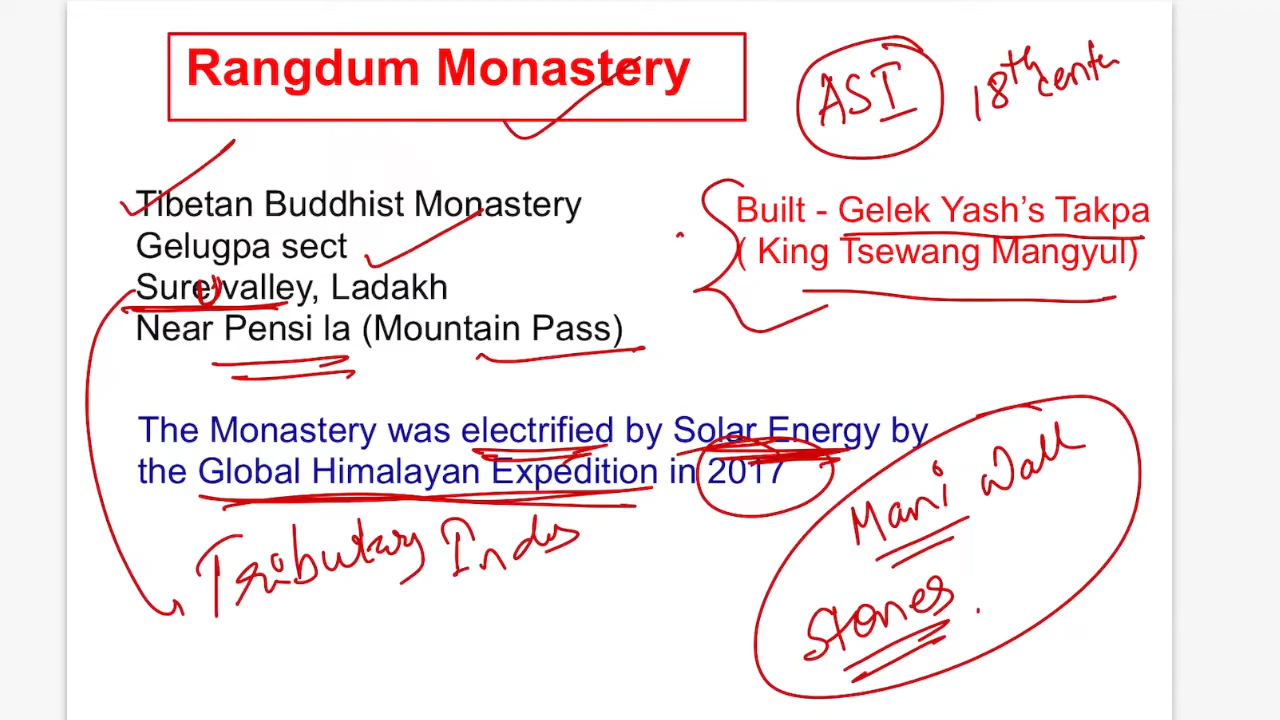 Rangdum Monastery
ASI
18th cente
Tibetan Buddhist Monastery
Gelugpa sect
Sure valley, Ladakh
Near Pensi la (Mountain Pass)
Built - Gelek Yash's Takpa
( King Tsewang Mangyul)
The Monastery was electrified by Solar Energy by
the Global Himalayan Expedition in 2017
Tributary Indus
Mani Wall
Stones